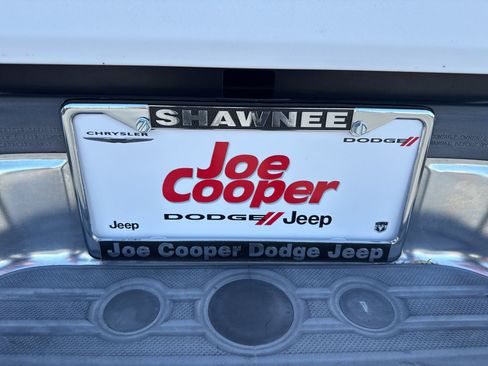 SHAWNEE
CHRYSLER DODGE
Joe
Cooper
DODGE Jeep
Jeep
Joe Cooper Dodge Jeep